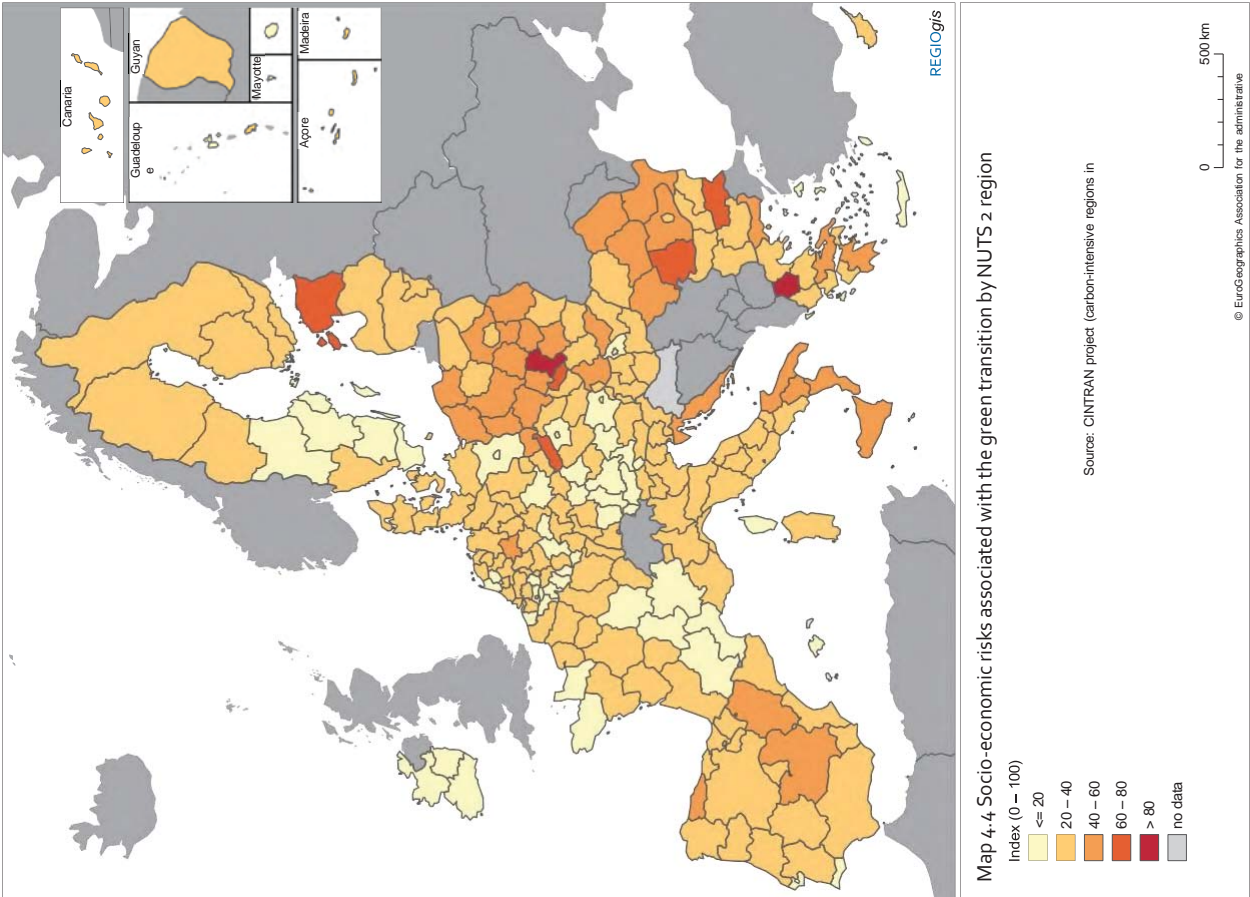 Canaria
Guadeloup
e
Guyan
Mayotte
Açore
Madeira
REGIOgis
Map 4.4 Socio-economic risks associated with the green transition by NUTS 2 region
Index (0 – 100)
<= 20
20 – 40
40 – 60
60 – 80
> 80
no data
Source: CINTRAN project (carbon-intensive regions in
0 500 km
© EuroGeographics Association for the administrative